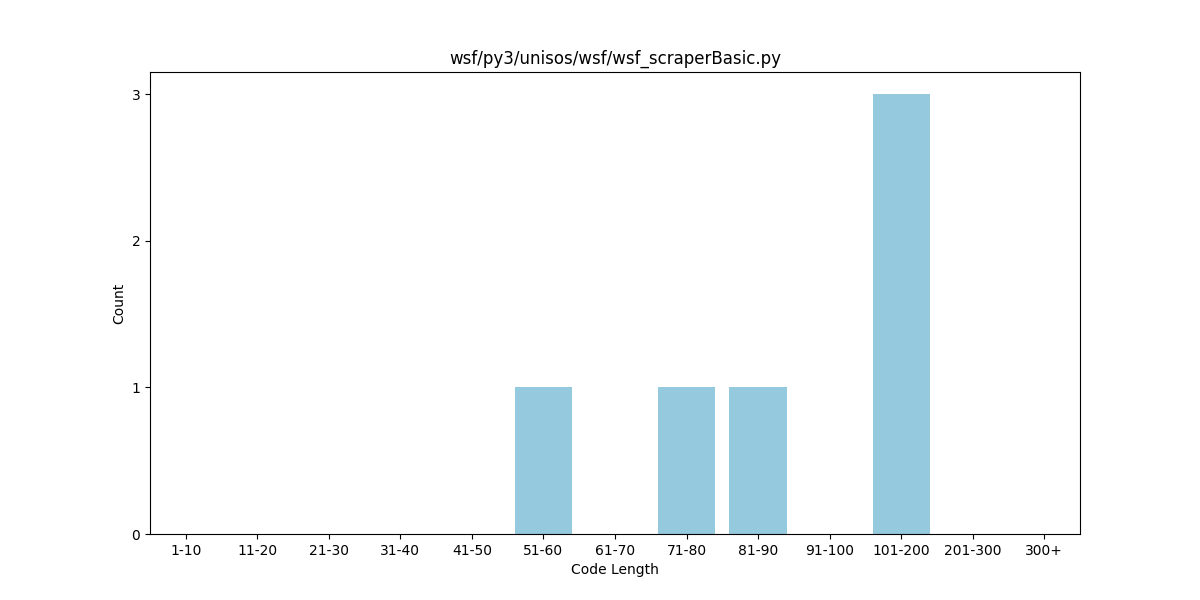 wsf/py3/unisos/wsf/wsf_scraperBasic.py
Count
3
2
1
0
1-10 11-20 21-30 31-40 41-50 51-60 61-70 71-80 81-90 91-100 101-200 201-300 300+
Code Length